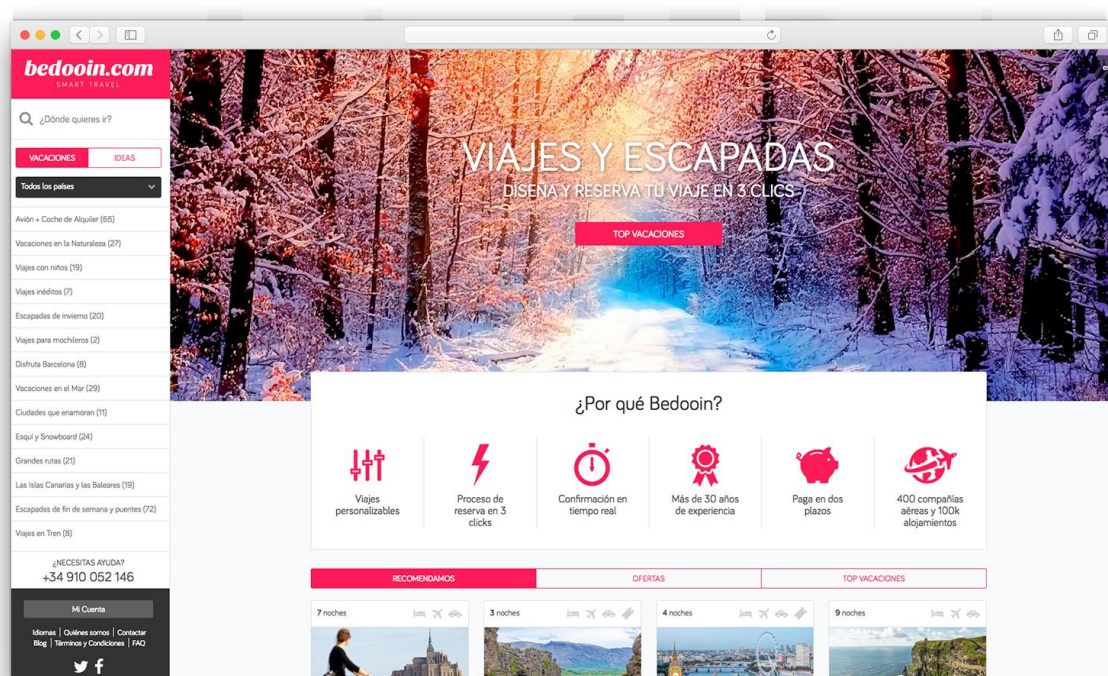 bedooin.com
SMART TRAVEL
¿Dónde quieres ir?
VACACIONES
IDEAS
Todos los países
Avión + Coche de Alquiler (65)
Vacaciones en la Naturaleza (27)
Viajes con niños (19)
Viajes inéditos (7)
Escapadas de invierno (20)
Viajes para mochileros (2)
Disfruta Barcelona (8)
Vacaciones en el Mar (29)
Ciudades que enamoran (11)
Esquí y Snowboard (24)
Grandes rutas (21)
Las Islas Canarias y las Baleares (19)
Escapadas de fin de semana y puentes (72)
Viajes en Tren (8)
¿NECESITAS AYUDA?
+34 910 052 146
Mi Cuenta
Idiomas | Quiénes somos | Contactar
Blog | Términos y Condiciones | FAQ
VIAJES Y ESCAPADAS
DISEÑA Y RESERVA TU VIAJE EN 3 CLICS
TOP VACACIONES
¿Por qué Bedooin?
Viajes
personalizables
Proceso de
reserva en 3
clicks
Confirmación en
tiempo real
Más de 30 años
de experiencia
Paga en dos
plazos
400 compañías
aéreas y 100k
alojamientos
RECOMENDAMOS
OFERTAS
TOP VACACIONES
7 noches
3 noches
4 noches
9 noches